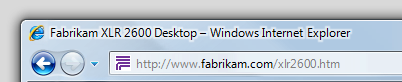 Fabrikam XLR 2600 Desktop – Windows Internet Explorer
http://www.fabrikam.com/xlr2600.htm